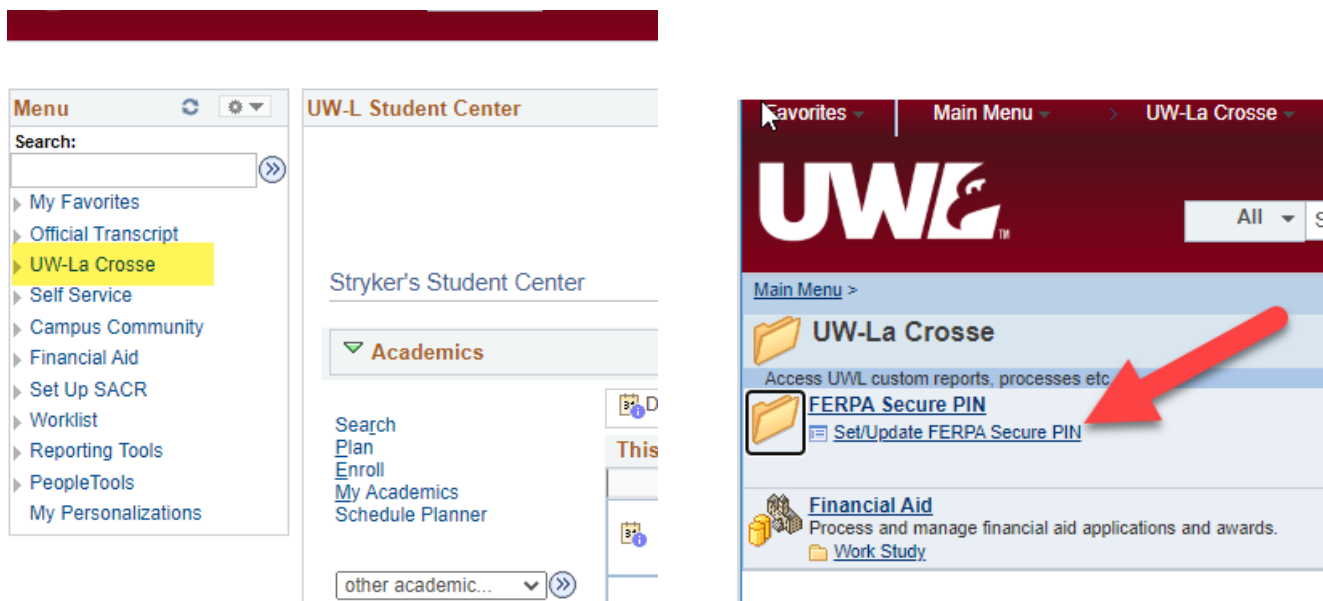 Menu
Search:
My Favorites
Official Transcript
UW-La Crosse
Self Service
Campus Community
Financial Aid
Set Up SACR
Worklist
Reporting Tools
PeopleTools
My Personalizations
UW-L Student Center
Stryker's Student Center
Academics
Search
Plan
Enroll
My Academics
Schedule Planner
other academic...
D
This
Favorites Main Menu > UW-La Crosse
UWL TM
All S
Main Menu >
UW-La Crosse
Access UWL custom reports, processes etc.
FERPA Secure PIN
Set/Update FERPA Secure PIN
Financial Aid
Process and manage financial aid applications and awards.
Work Study